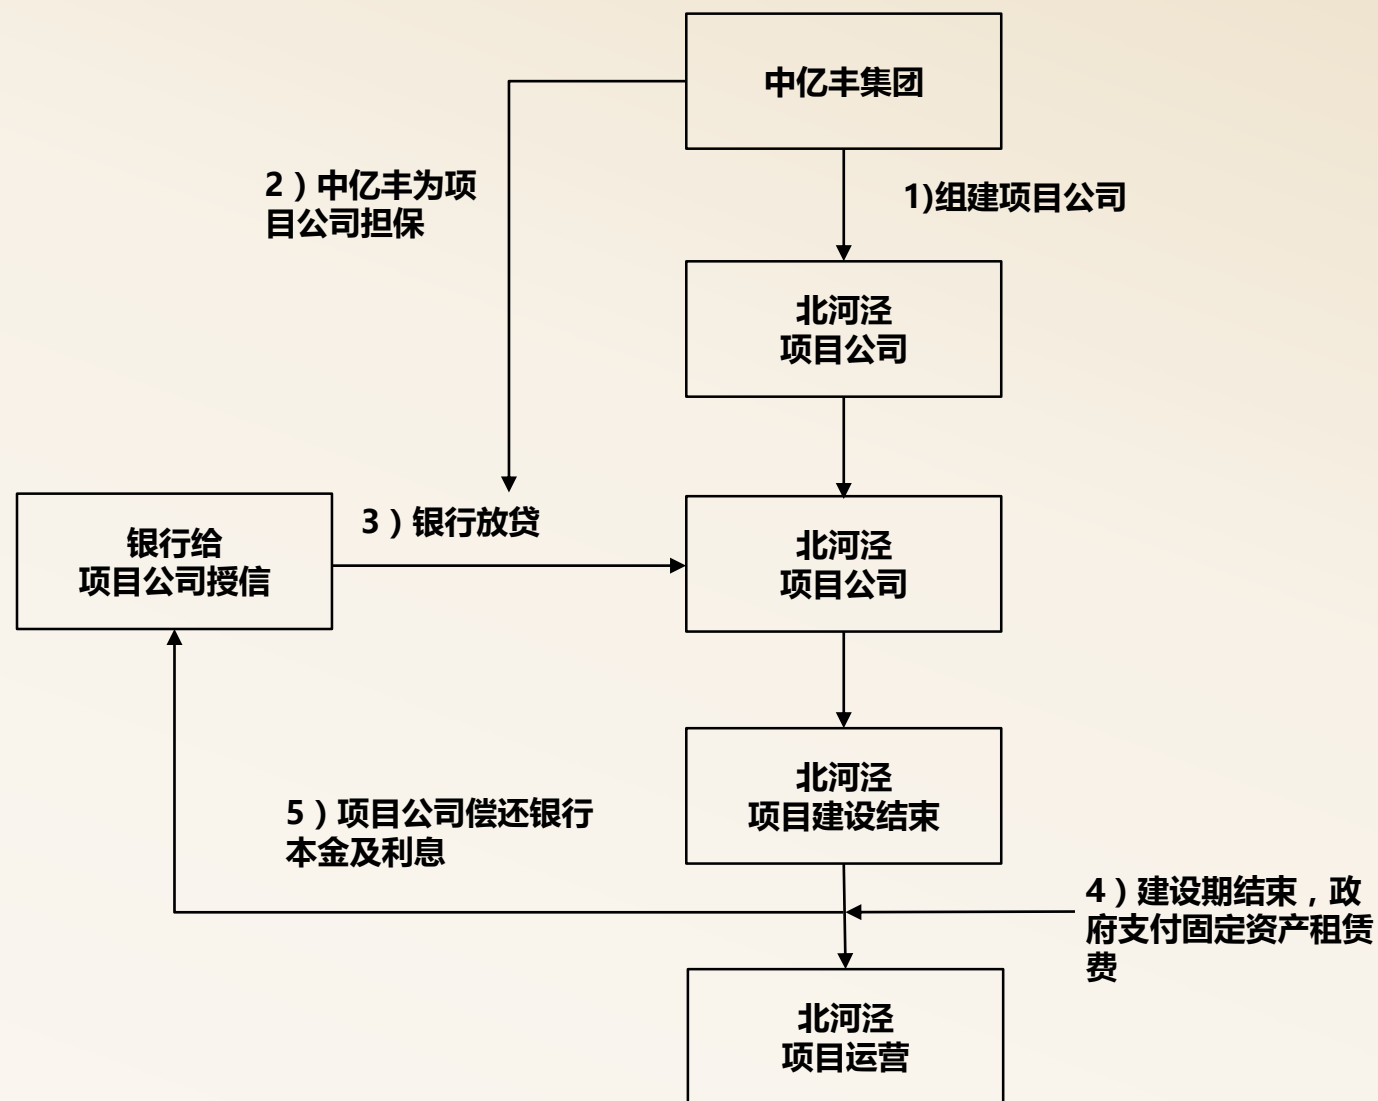 中亿丰集团
2）中亿丰为项
目公司担保
1)组建项目公司
北河泾
项目公司
3）银行放贷
银行给
项目公司授信
北河泾
项目公司
北河泾
项目建设结束
5）项目公司偿还银行
本金及利息
4）建设期结束，政
府支付固定资产租赁
费
北河泾
项目运营